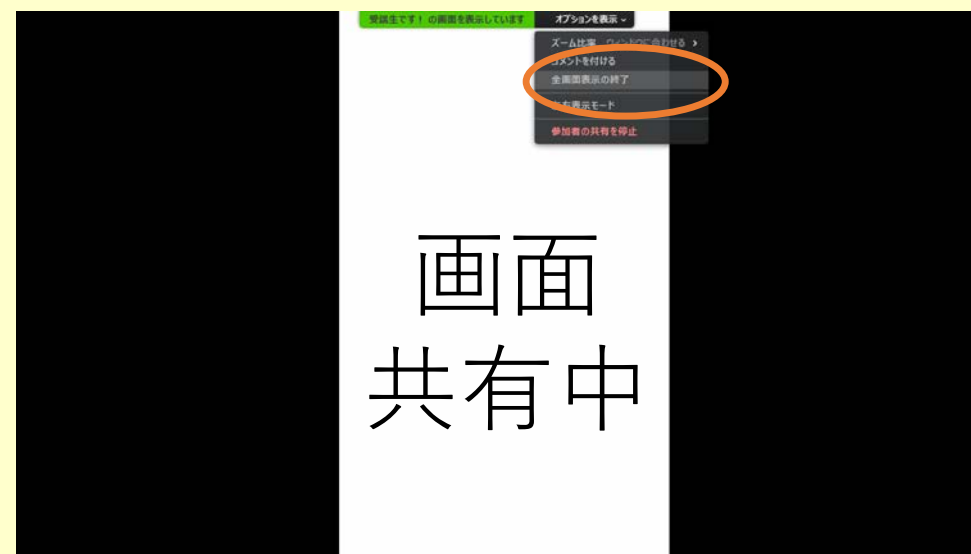 受講生です！ の画面を表示しています オプションを表示
ズーム比率 ウィンドウに合わせる
コメントを付ける
全画面表示の終了
表示モード
参加者の共有を停止
画面
共有中